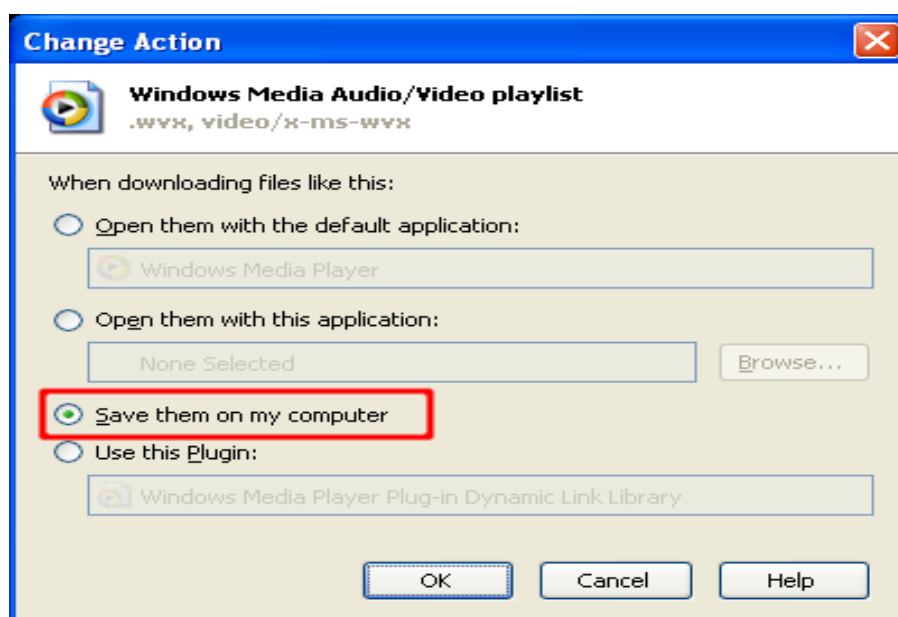 Change Action
Windows Media Audio/Video playlist
.wvx, video/x-ms-wvx
When downloading files like this:
Open them with the default application:
Windows Media Player
Open them with this application:
None Selected
Browse...
Save them on my computer
Use this Plugin:
Windows Media Player Plug-in Dynamic Link Library
OK Cancel Help